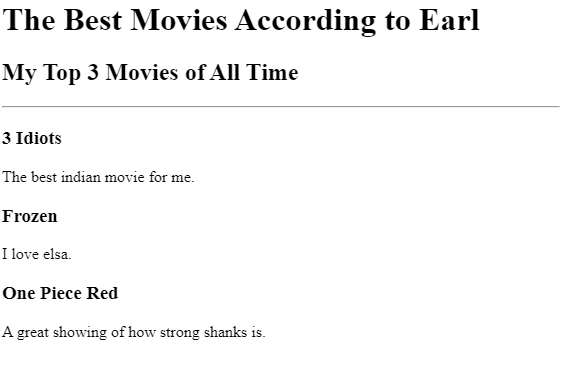 The Best Movies According to Earl
My Top 3 Movies of All Time
3 Idiots
The best indian movie for me.
Frozen
I love elsa.
One Piece Red
A great showing of how strong shanks is.